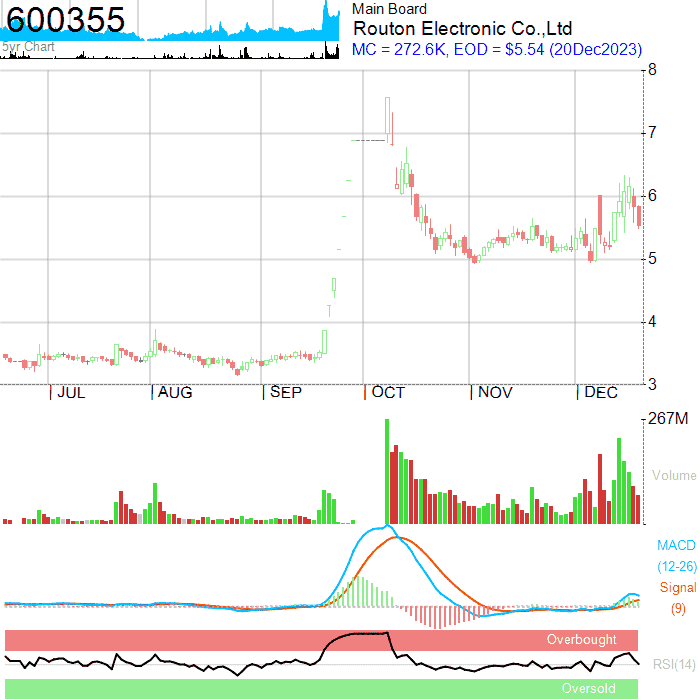 600355
Main Board
Routon Electronic Co.,Ltd
MC = 272.6K, EOD = $5.54 (20Dec2023)
5yr Chart
8
7
6
5
4
3
JUL AUG SEP OCT NOV DEC
267M
Volume
MACD
(12-26)
Signal
(9)
Overbought
RSI(14)
Oversold